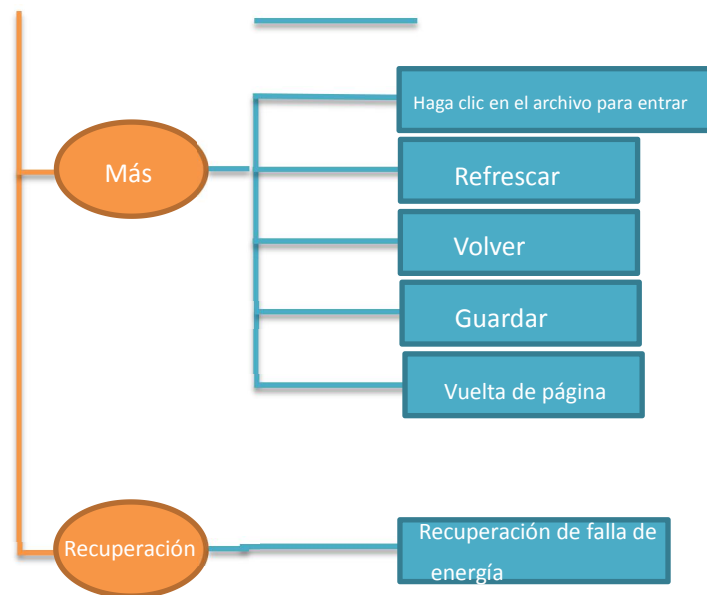 Haga clic en el archivo para entrar
Más
Refrescar
Volver
Guardar
Vuelta de página
Recuperación
Recuperación de falla de
energía